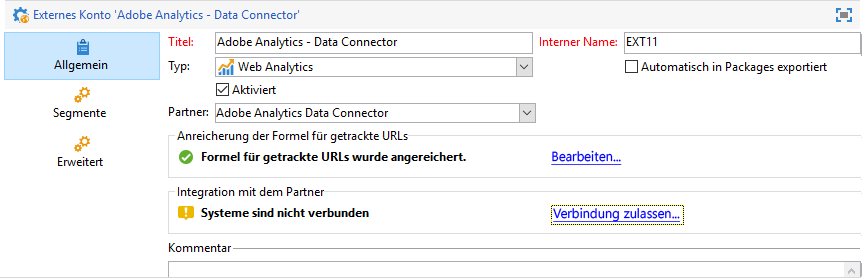 Externes Konto 'Adobe Analytics - Data Connector'
Allgemein
Segmente
Erweitert
Titel: Adobe Analytics - Data Connector Interner Name: EXT11
Typ: Web Analytics Automatisch in Packages exportiert
Aktiviert
Partner: Adobe Analytics Data Connector
Anreicherung der Formel für getrackte URLs
Formel für getrackte URLs wurde angereichert. Bearbeiten...
Integration mit dem Partner
Systeme sind nicht verbunden Verbindung zulassen...
Kommentar